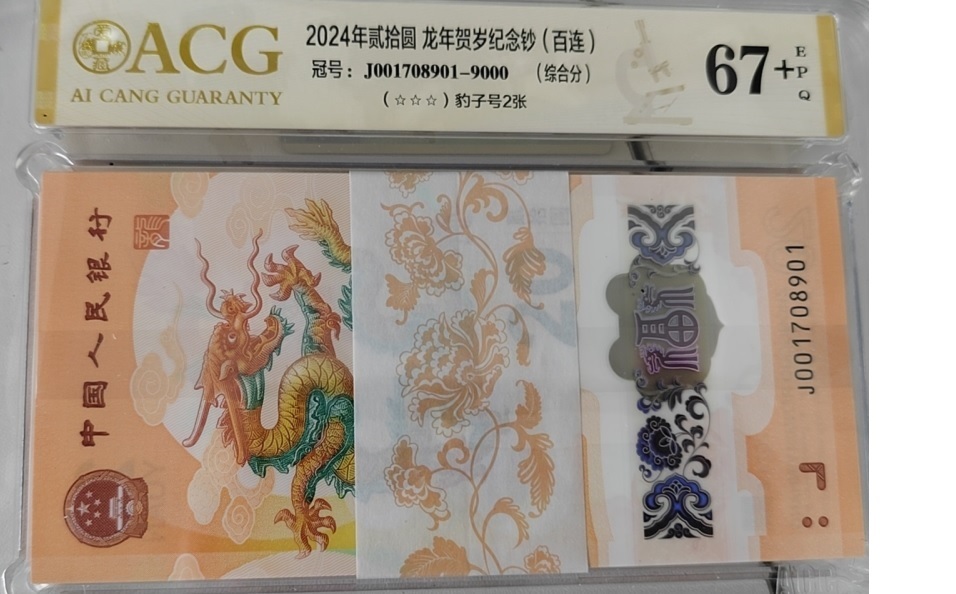 ACG
AI CANG GUARANTY
2024年贰拾圆 龙年贺岁纪念钞（百连）
冠号：J001708901-9000 （综合分）
（☆☆☆）豹子号2张
67+
EPQ
中国人民银行
福
J001708901